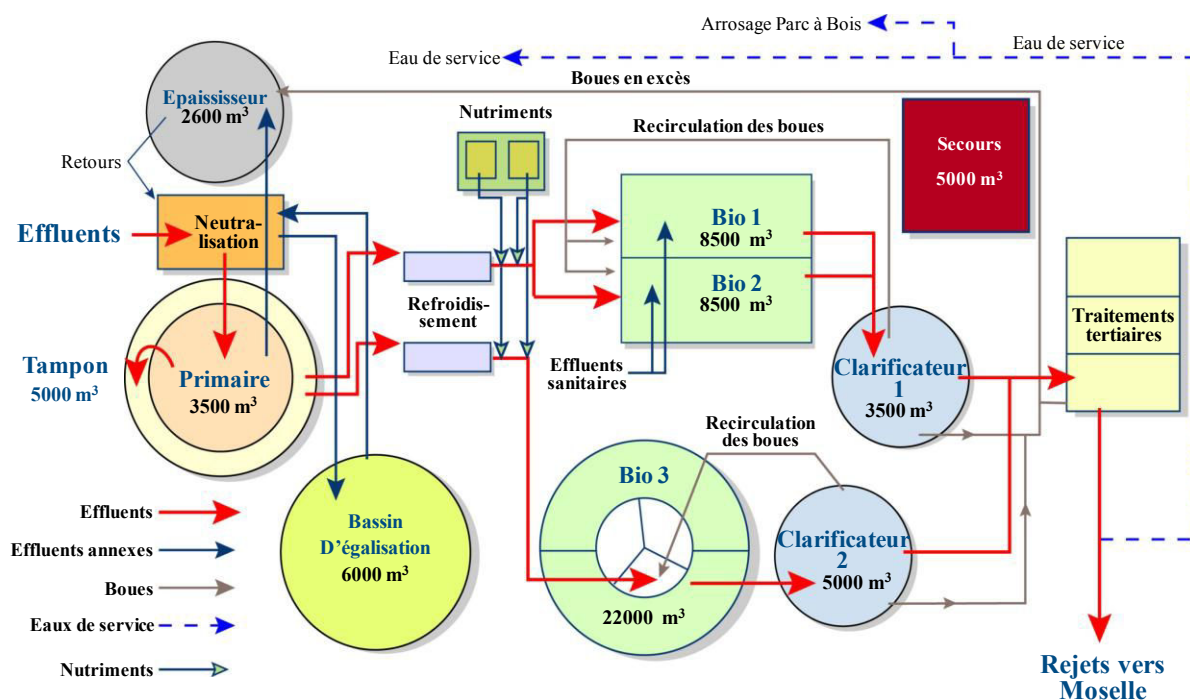 Arrosage Parc à Bois
Eau de service
Eau de service
Boues en excès
Epaississeur
2600 m³
Nutriments
Recirculation des boues
Secours
5000 m³
Retours
Neutra-
lisation
Effluents
Bio 1
8500 m³
Bio 2
8500 m³
Refroidis-
sement
Traitements
tertiaires
Tampon
5000 m³
Primaire
3500 m³
Effluents
sanitaires
Clarificateur
1
3500 m³
Recirculation
des boues
Bio 3
22000 m³
Bassin
D’égalisation
6000 m³
Clarificateur
2
5000 m³
Effluents
Effluents annexes
Boues
Eaux de service
Nutriments
Rejets vers
Moselle